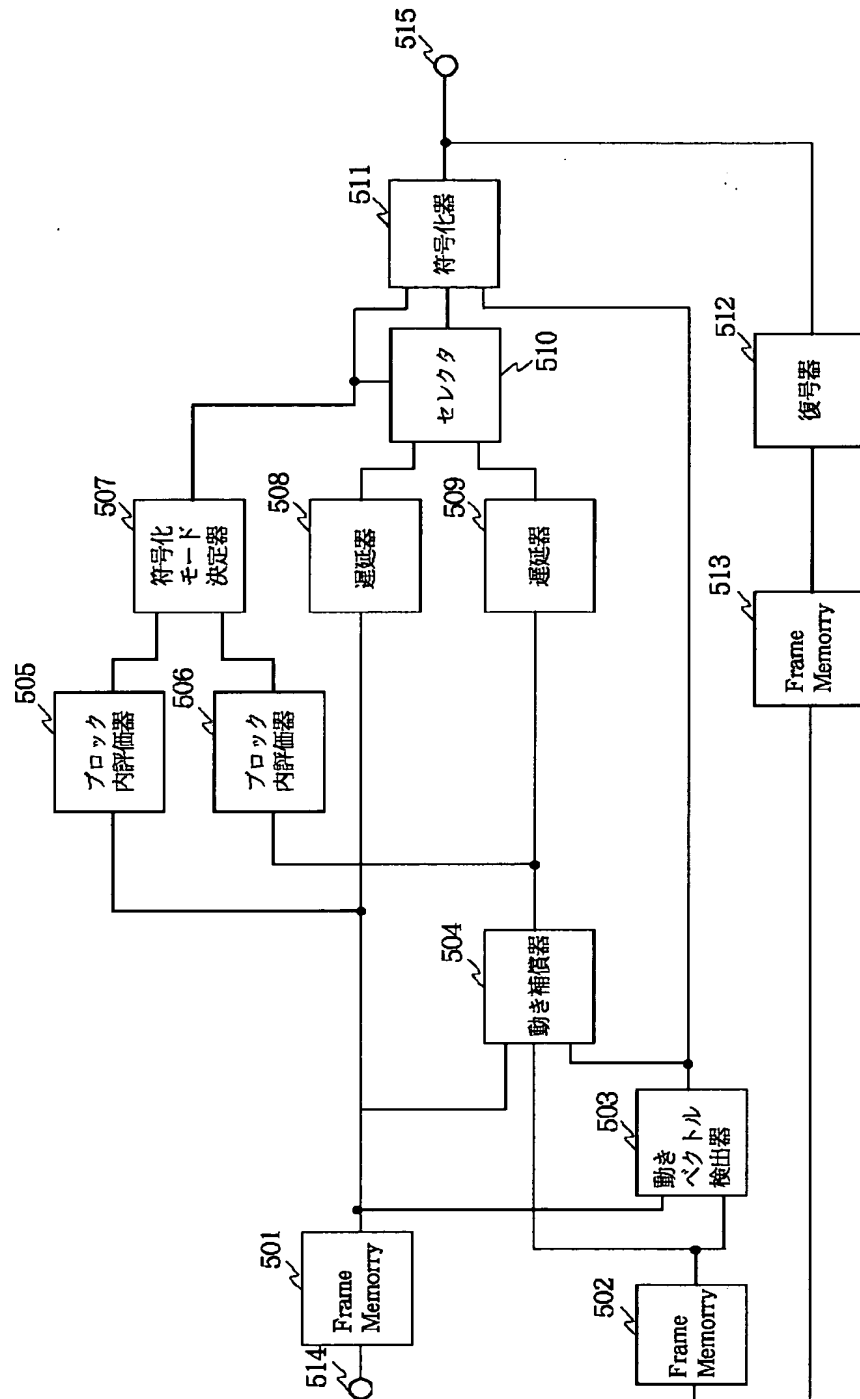 514
501
Frame
Memorry
502
Frame
Memorry
503
動き
ベクトル
検出器
504
動き補償器
505
ブロック
内評価器
506
ブロック
内評価器
507
符号化
モード
決定器
508
遅延器
509
遅延器
セレクタ
510
511
符号化器
515
512
復号器
513
Frame
Memorry